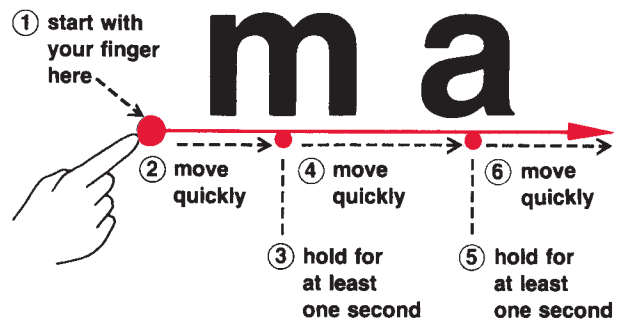 ① start with
your finger
here
m a
② move
quickly
③ hold for
at least
one second
④ move
quickly
⑤ hold for
at least
one second
⑥ move
quickly